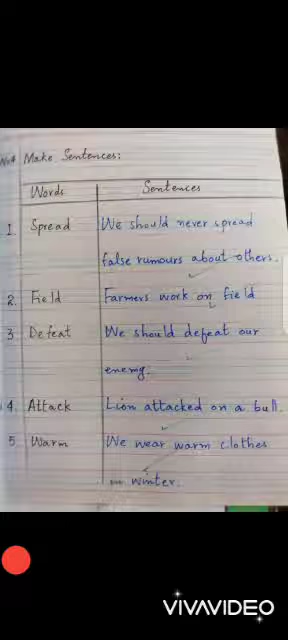 No4 Make Sentences:
Words Sentences
1. Spread We should never spread
false rumours about others.
2. Field Farmers work on field
3. Defeat We should defeat our
enemy.
4. Attack Lion attacked on a bull.
5. Warm We wear warm clothes
in winter.
VIVAVIDEO